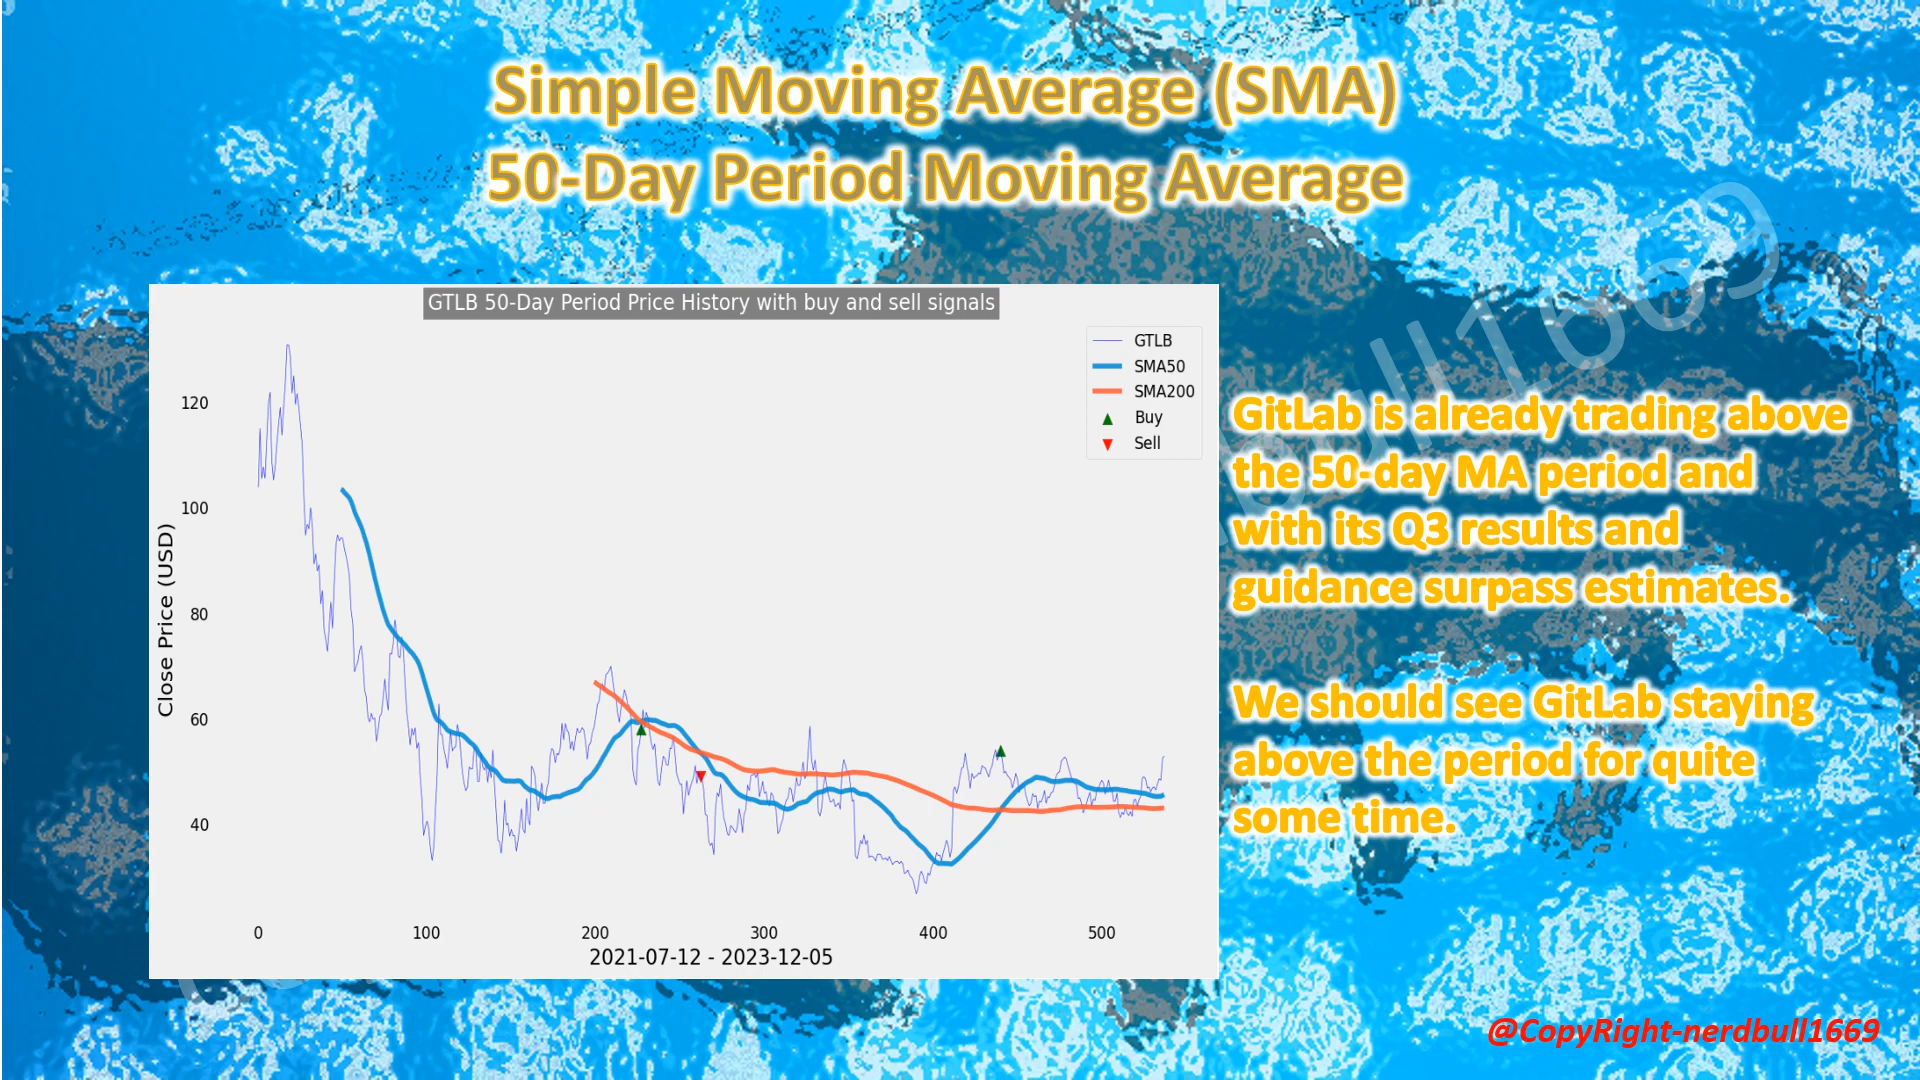 Simple Moving Average (SMA)
50-Day Period Moving Average
GTLB 50-Day Period Price History with buy and sell signals
GTLB
SMA50
SMA200
Buy
Sell
Close Price (USD)
120
100
80
60
40
0
100
200
300
400
500
2021-07-12 - 2023-12-05
GitLab is already trading above
the 50-day MA period and
with its Q3 results and
guidance surpass estimates.
We should see GitLab staying
above the period for quite
some time.
@CopyRight-nerdbull1669